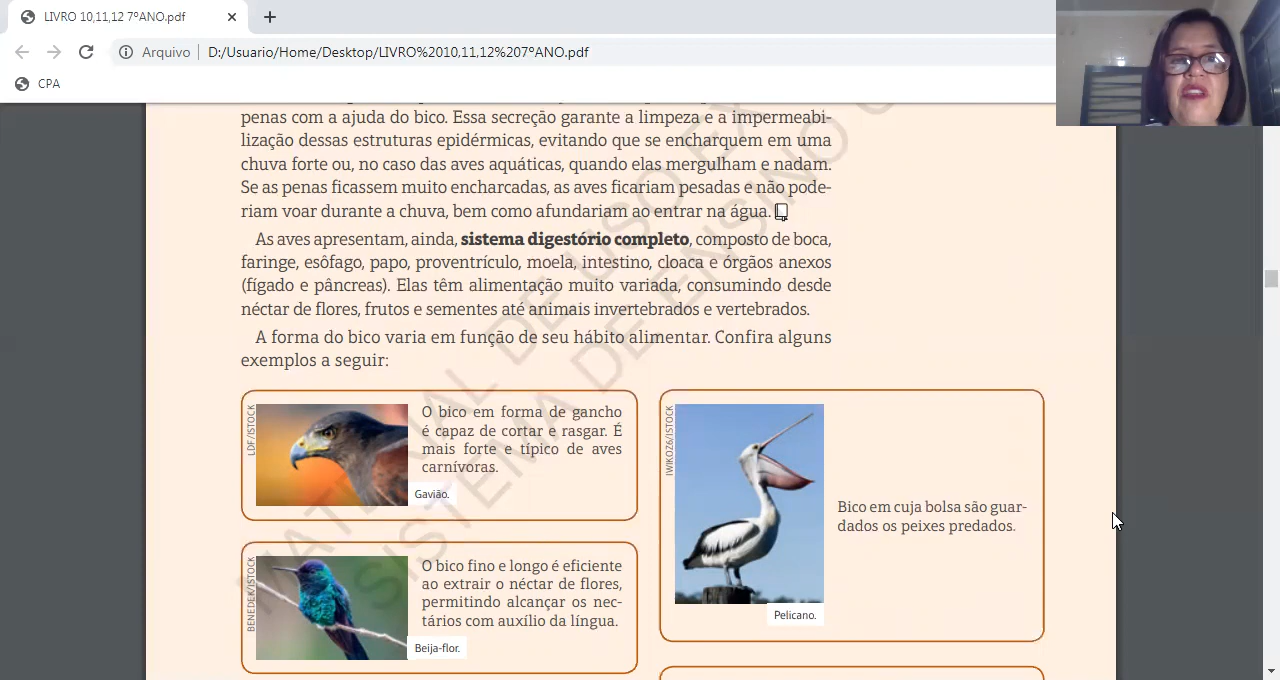 LIVRO 10,11,12 7ºANO.pdf
Arquivo
D:/Usuario/Home/Desktop/LIVRO%2010,11,12%207ºANO.pdf
CPA
penas com a ajuda do bico. Essa secreção garante a limpeza e a impermeabi-
lização dessas estruturas epidérmicas, evitando que se encharquem em uma
chuva forte ou, no caso das aves aquáticas, quando elas mergulham e nadam.
Se as penas ficassem muito encharcadas, as aves ficariam pesadas e não pode-
riam voar durante a chuva, bem como afundariam ao entrar na água.
As aves apresentam, ainda, sistema digestório completo, composto de boca,
faringe, esôfago, papo, proventrículo, moela, intestino, cloaca e órgãos anexos
(fígado e pâncreas). Elas têm alimentação muito variada, consumindo desde
néctar de flores, frutos e sementes até animais invertebrados e vertebrados.
A forma do bico varia em função de seu hábito alimentar. Confira alguns
exemplos a seguir:
LDF/ISTOCK
O bico em forma de gancho
é capaz de cortar e rasgar. É
mais forte e típico de aves
carnívoras.
Gavião.
BENEDEK/ISTOCK
O bico fino e longo é eficiente
ao extrair o néctar de flores,
permitindo alcançar os nec-
tários com auxílio da língua.
Beija-flor.
IWIKOZ6/ISTOCK
Bico em cuja bolsa são guar-
dados os peixes predados.
Pelicano.
MATERIAL DE USO EX
SISTEMA DE ENSINO